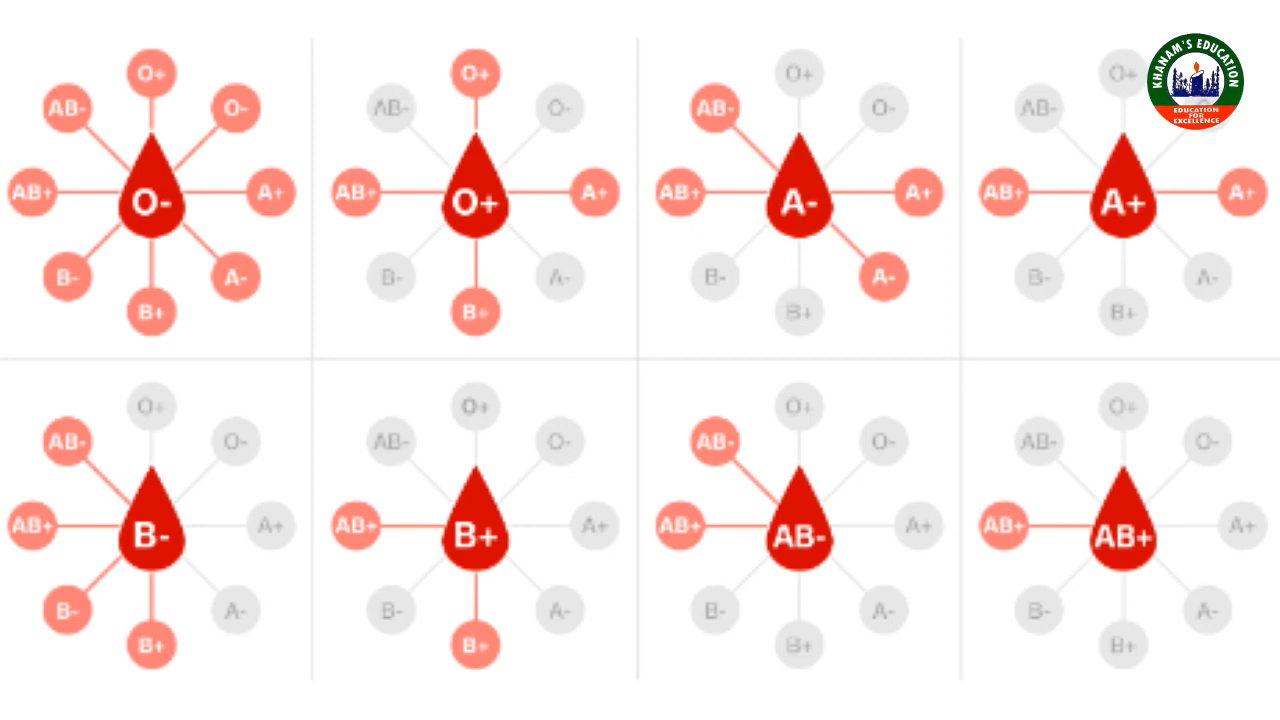 O+
AB-
O-
AB+
A+
O-
B-
A-
B+
O+
AB-
O-
AB+
A+
O+
B-
A-
B+
O+
AB-
O-
AB+
A+
A-
B-
A-
B+
O+
AB-
O-
AB+
A+
A+
B-
A-
B+
KHANAM'S EDUCATION
EDUCATION
FOR
EXCELLENCE
O+
AB-
O-
AB+
A+
B-
B-
A-
B+
O+
AB-
O-
AB+
A+
B+
B-
A-
B+
O+
AB-
O-
AB+
A+
AB-
B-
A-
B+
O+
AB-
O-
AB+
A+
AB+
B-
A-
B+